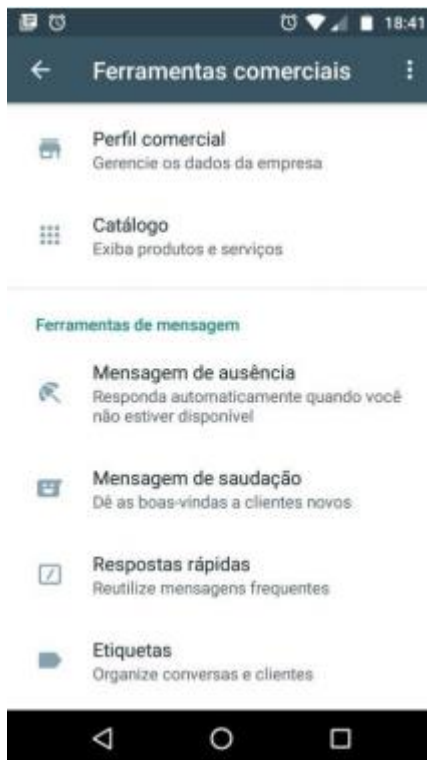 18:41
Ferramentas comerciais
Perfil comercial
Gerencie os dados da empresa
Catálogo
Exiba produtos e serviços
Ferramentas de mensagem
Mensagem de ausência
Responda automaticamente quando você
não estiver disponível
Mensagem de saudação
Dê as boas-vindas a clientes novos
Respostas rápidas
Reutilize mensagens frequentes
Etiquetas
Organize conversas e clientes